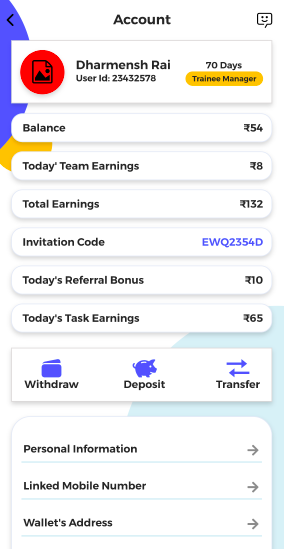 Account
Dharmensh Rai
70 Days
User Id: 23432578
Trainee Manager
Balance ₹54
Today' Team Earnings ₹8
Total Earnings ₹132
Invitation Code EWQ2354D
Today's Referral Bonus ₹10
Today's Task Earnings ₹65
Withdraw Deposit Transfer
Personal Information
Linked Mobile Number
Wallet's Address